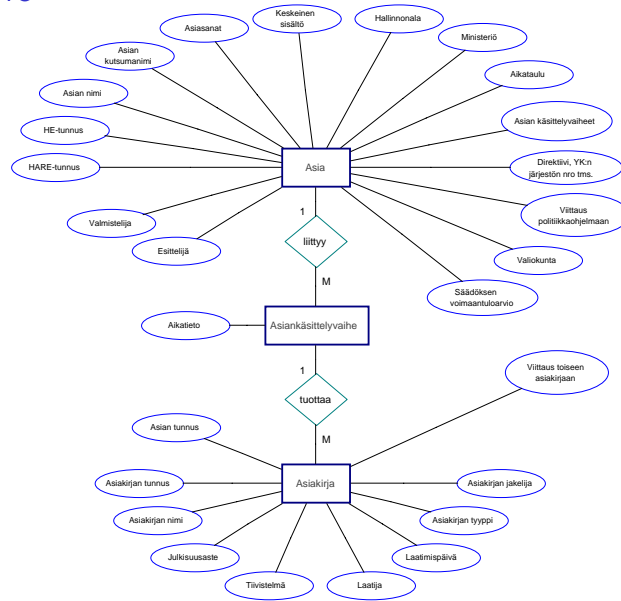 Keskeinen
sisältö
Hallinnonala
Asiasanat
Ministeriö
Asian
kutsumanimi
Aikataulu
Asian nimi
Asian käsittelyvaiheet
HE-tunnus
HARE-tunnus
Asia
Direktiivi, YK:n
järjestön nro tms.
Valmistelija
Viittaus
politiikkaohjelmaan
Esittelijä
Valiokunta
1
liittyy
M
Säädöksen
voimaantuloarvio
Aikatieto
Asiankäsittelyvaihe
1
tuottaa
M
Viittaus toiseen
asiakirjaan
Asian tunnus
Asiakirjan tunnus
Asiakirja
Asiakirjan jakelija
Asiakirjan nimi
Asiakirjan tyyppi
Julkisuusaste
Laatimispäivä
Tiivistelmä
Laatija